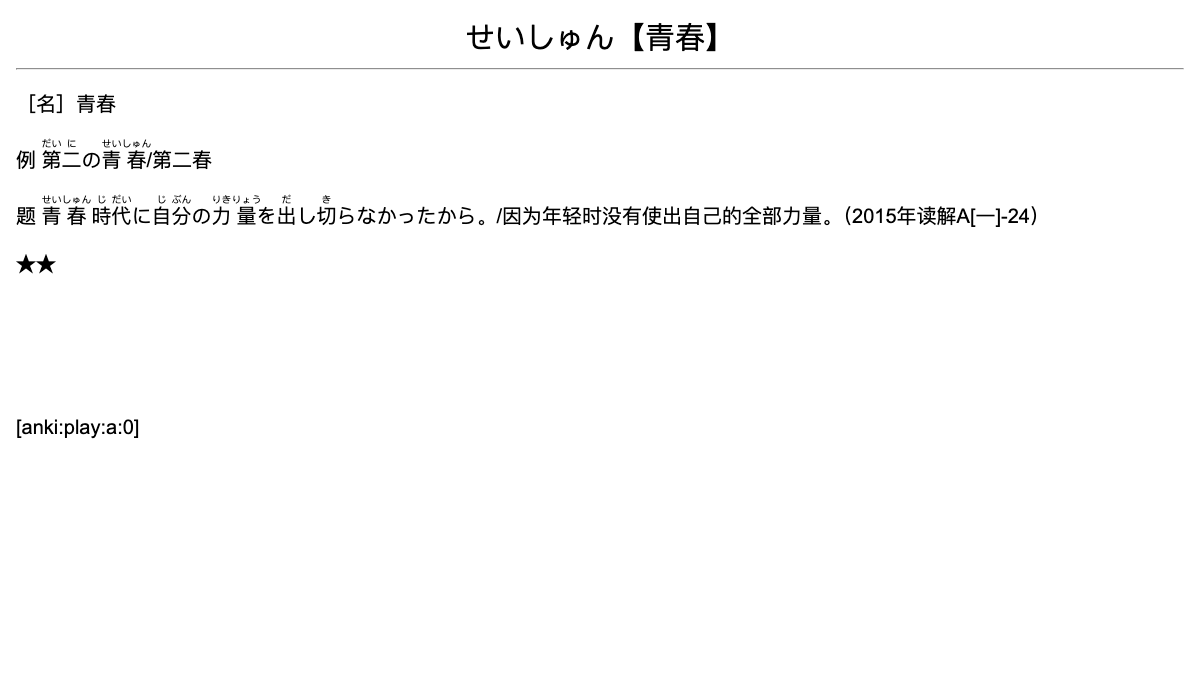 せいしゅん【青春】
［名］青春
だい に せいしゅん
例 第二の青春/第二春
せいしゅん じ だい じ ぶん りきりょう だ き
题 青春時代に自分の力量を出し切らなかったから。/因为年轻时没有使出自己的全部力量。（2015年读解A[一]-24）
★★
[anki:play:a:0]